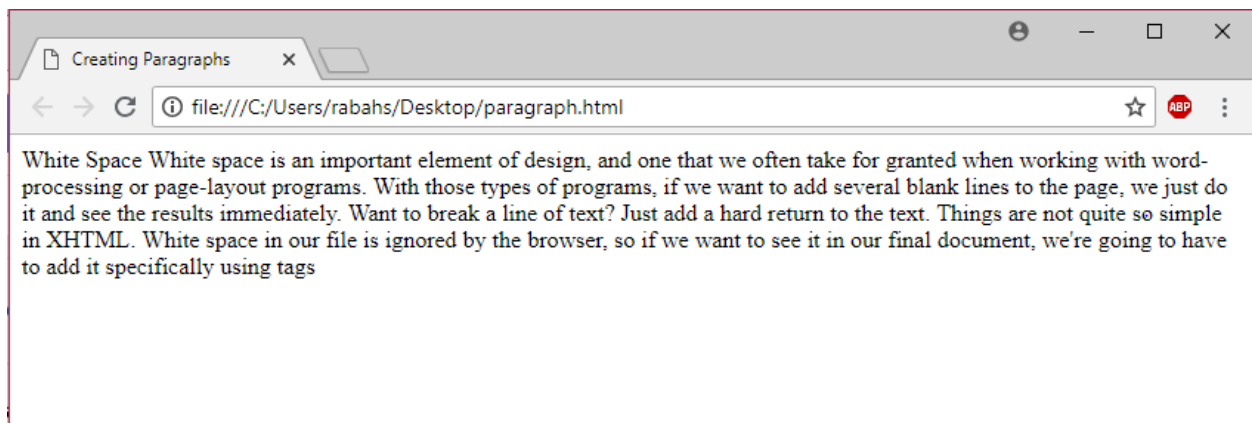 Creating Paragraphs
file:///C:/Users/rabahs/Desktop/paragraph.html
ABP
White Space White space is an important element of design, and one that we often take for granted when working with word-
processing or page-layout programs. With those types of programs, if we want to add several blank lines to the page, we just do
it and see the results immediately. Want to break a line of text? Just add a hard return to the text. Things are not quite so simple
in XHTML. White space in our file is ignored by the browser, so if we want to see it in our final document, we're going to have
to add it specifically using tags